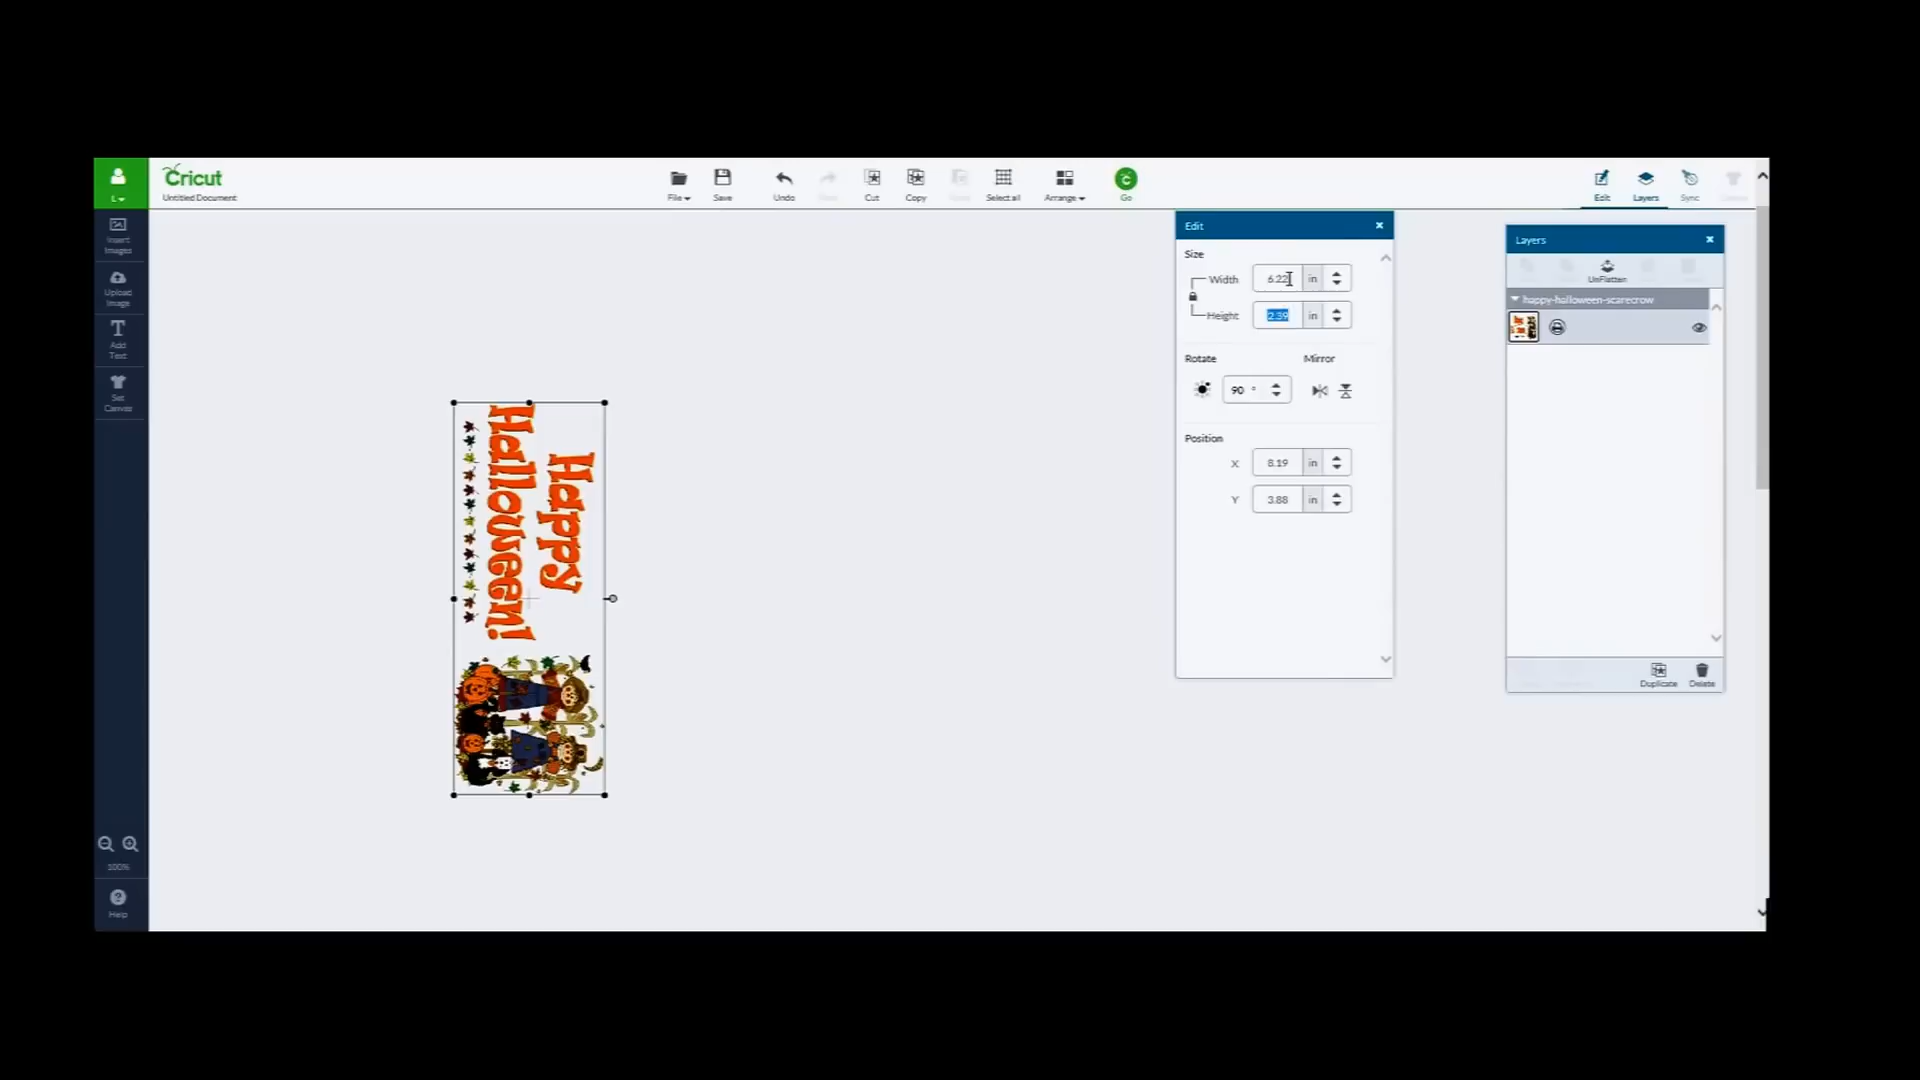 L
Cricut
Untitled Document
File
Save
Undo
Cut
Copy
Select all
Arrange
Go
Edit
Layers
Sync
Insert
Images
Upload
Image
Add
Text
Set
Canvas
100%
Help
Happy
Halloween!
Edit
Size
Width 6.22 in
Height 2.39 in
Rotate Mirror
90 °
Position
X 8.19 in
Y 3.88 in
Layers
UnFlatten
happy-halloween-scarecrow
Duplicate
Delete